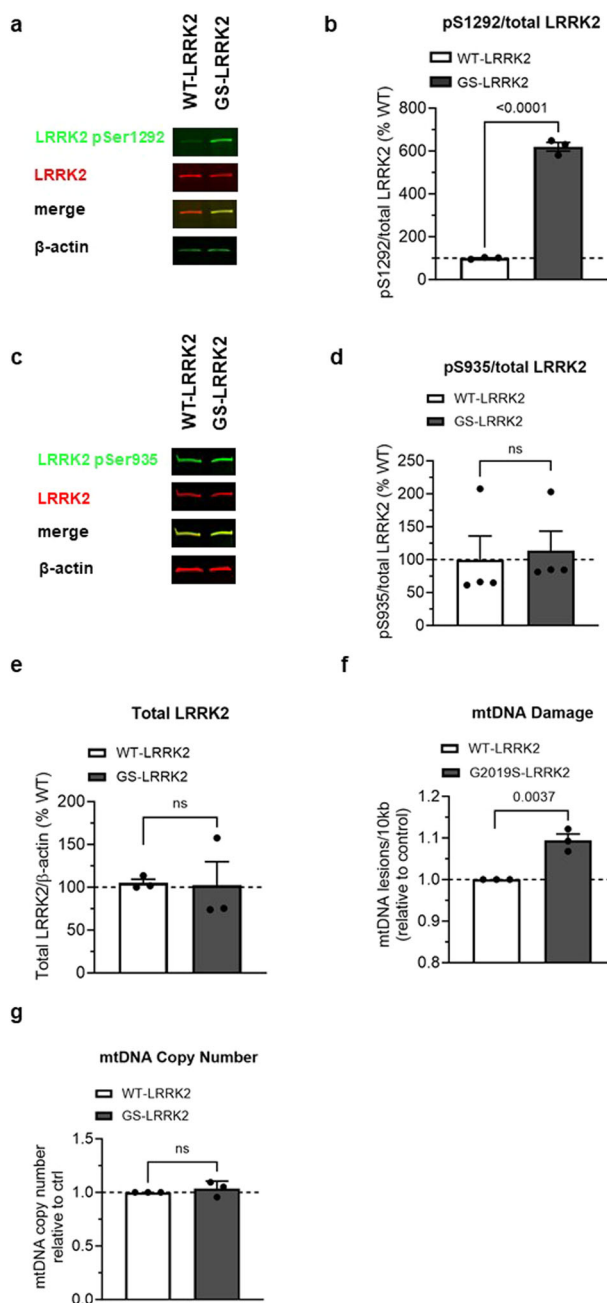 a
WT-LRRK2
GS-LRRK2
LRRK2 pSer1292
LRRK2
merge
β-actin
b
pS1292/total LRRK2
WT-LRRK2
GS-LRRK2
<0.0001
pS1292/total LRRK2 (% WT)
800
600
400
200
100
0
c
WT-LRRK2
GS-LRRK2
LRRK2 pSer935
LRRK2
merge
β-actin
d
pS935/total LRRK2
WT-LRRK2
GS-LRRK2
ns
pS935/total LRRK2 (% WT)
250
200
150
100
50
0
e
Total LRRK2
WT-LRRK2
GS-LRRK2
ns
Total LRRK2/β-actin (% WT)
200
150
100
50
0
f
mtDNA Damage
WT-LRRK2
G2019S-LRRK2
0.0037
mtDNA lesions/10kb
(relative to control)
1.2
1.1
1.0
0.9
0.8
g
mtDNA Copy Number
WT-LRRK2
GS-LRRK2
ns
mtDNA copy number
relative to ctrl
1.5
1.0
0.5
0.0